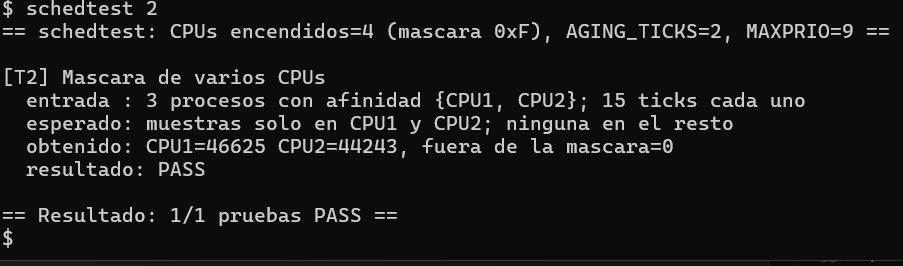 $ schedtest 2
== schedtest: CPUs encendidos=4 (mascara 0xF), AGING_TICKS=2, MAXPRIO=9 ==
[T2] Mascara de varios CPUs
entrada : 3 procesos con afinidad {CPU1, CPU2}; 15 ticks cada uno
esperado: muestras solo en CPU1 y CPU2; ninguna en el resto
obtenido: CPU1=46625 CPU2=44243, fuera de la mascara=0
resultado: PASS
== Resultado: 1/1 pruebas PASS ==
$